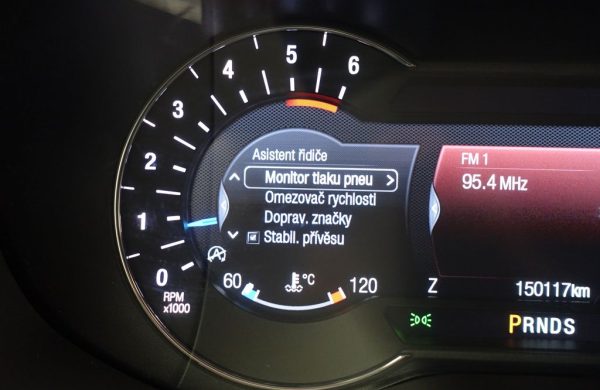 6
5
4
3
2
1
0
RPM
x1000
Asistent řidiče
Monitor tlaku pneu >
Omezovač rychlosti
Doprav. značky
Stabil. přívěsu
60 °C 120
FM 1
95.4 MHz
Z 150117km
PRNDS